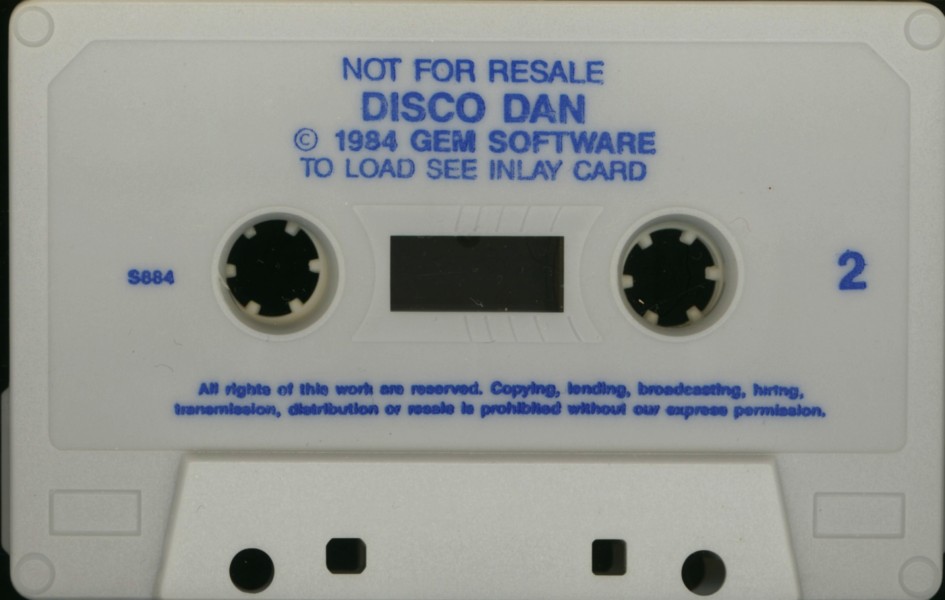 NOT FOR RESALE
DISCO DAN
© 1984 GEM SOFTWARE
TO LOAD SEE INLAY CARD
S884
2
All rights of this work are reserved. Copying, lending, broadcasting, hiring,
transmission, distribution or resale is prohibited without our express permission.